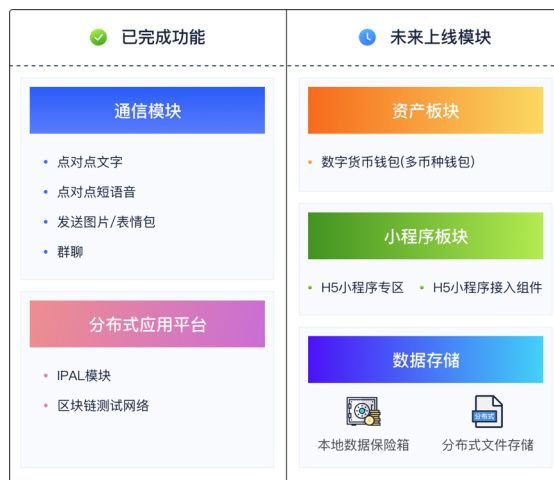 已完成功能
通信模块
点对点文字
点对点短语音
发送图片/表情包
群聊
分布式应用平台
IPAL模块
区块链测试网络
未来上线模块
资产板块
数字货币钱包(多币种钱包)
小程序板块
H5小程序专区
H5小程序接入组件
数据存储
分布式
本地数据保险箱
分布式文件存储